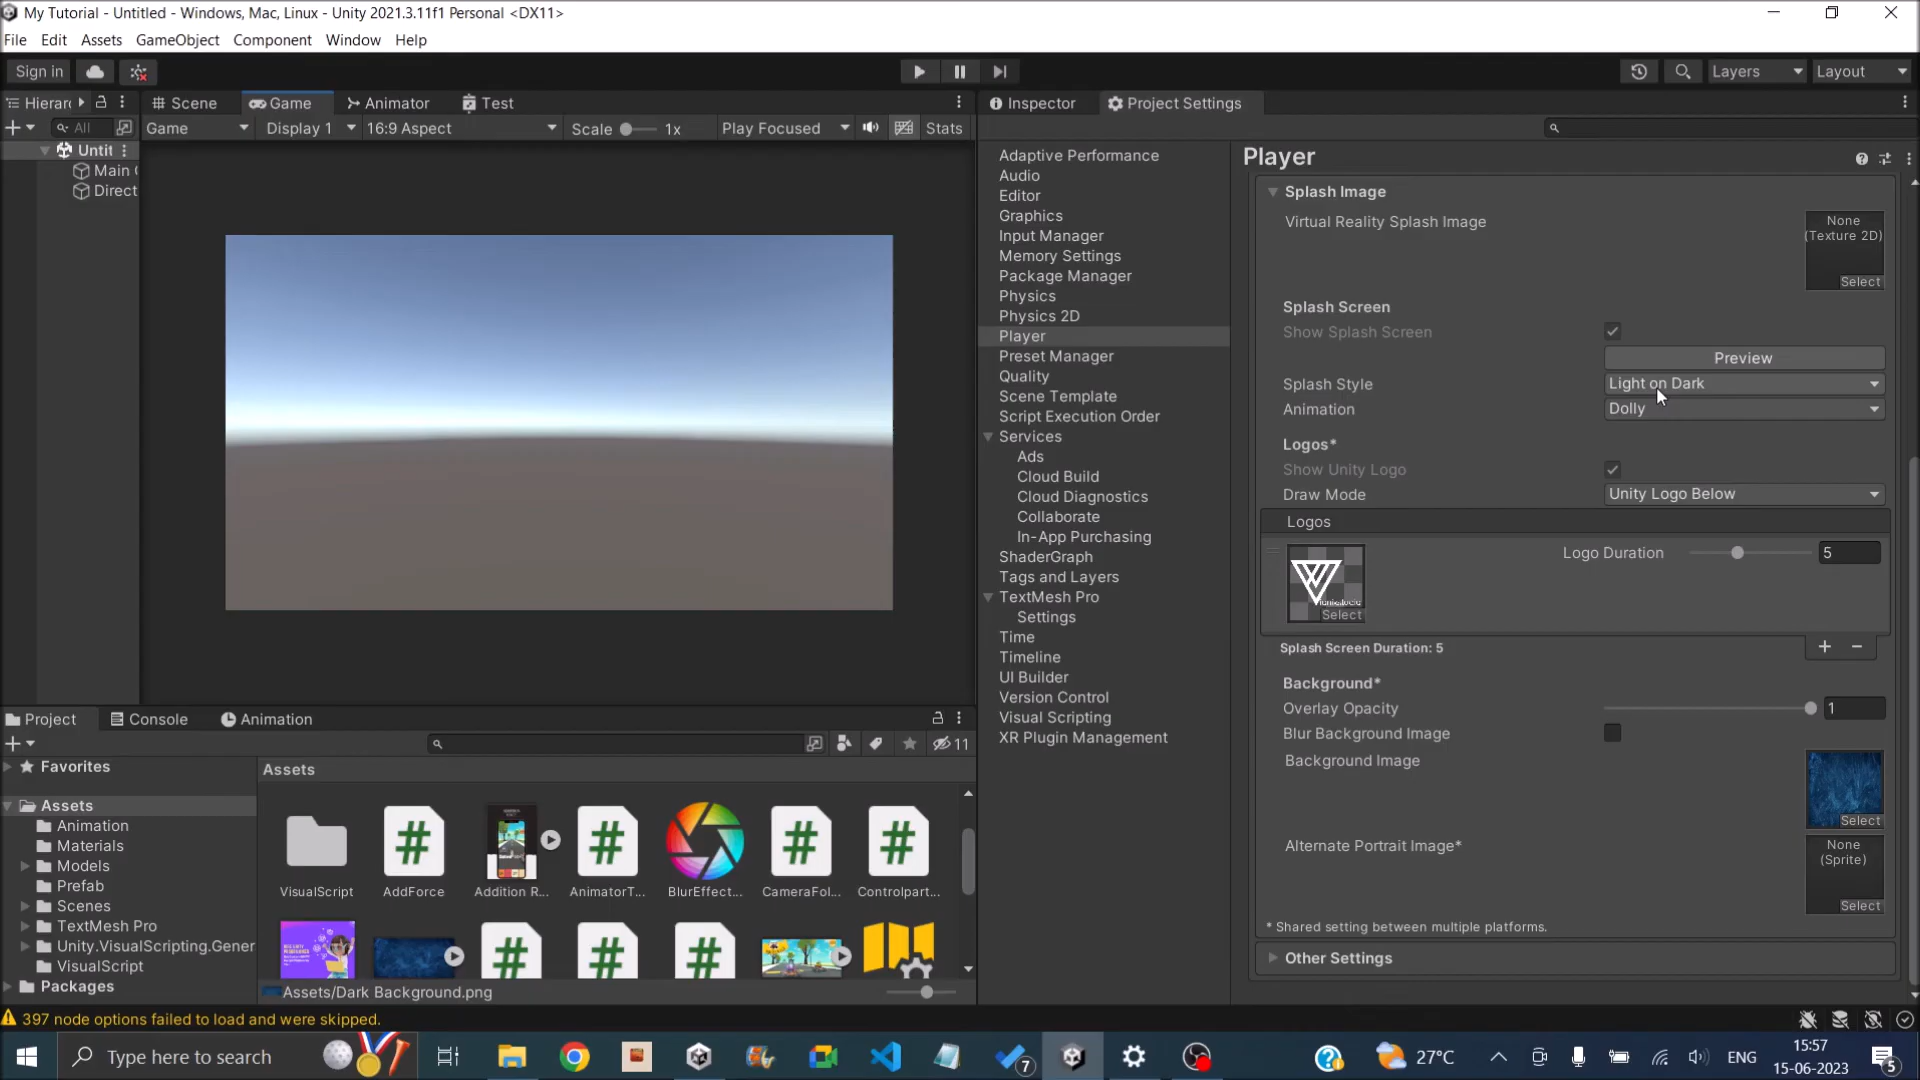 My Tutorial - Untitled - Windows, Mac, Linux - Unity 2021.3.11f1 Personal <DX11>
File Edit Assets GameObject Component Window Help
Sign in
Layers
Layout
Hierarc
Scene
Game
Animator
Test
Inspector
Project Settings
All
Game
Display 1
16:9 Aspect
Scale
1x
Play Focused
Stats
Untit
Main
Direct
Adaptive Performance
Audio
Editor
Graphics
Input Manager
Memory Settings
Package Manager
Physics
Physics 2D
Player
Preset Manager
Quality
Scene Template
Script Execution Order
Services
Ads
Cloud Build
Cloud Diagnostics
Collaborate
In-App Purchasing
ShaderGraph
Tags and Layers
TextMesh Pro
Settings
Time
Timeline
UI Builder
Version Control
Visual Scripting
XR Plugin Management
Player
Splash Image
Virtual Reality Splash Image
None
(Texture 2D)
Select
Splash Screen
Show Splash Screen
Preview
Splash Style
Light on Dark
Animation
Dolly
Logos*
Show Unity Logo
Draw Mode
Unity Logo Below
Logos
Logo Duration
5
Select
Splash Screen Duration: 5
Background*
Overlay Opacity
1
Blur Background Image
Background Image
Select
Alternate Portrait Image*
None
(Sprite)
Select
* Shared setting between multiple platforms.
Other Settings
Project
Console
Animation
11
Favorites
Assets
Animation
Materials
Models
Prefab
Scenes
TextMesh Pro
Unity.VisualScripting.Gener
VisualScript
Packages
Assets
VisualScript
AddForce
Addition R...
AnimatorT...
BlurEffect...
CameraFol...
Controlpart...
Assets/Dark Background.png
397 node options failed to load and were skipped.
Type here to search
7
27°C
ENG
15:57
15-06-2023
5